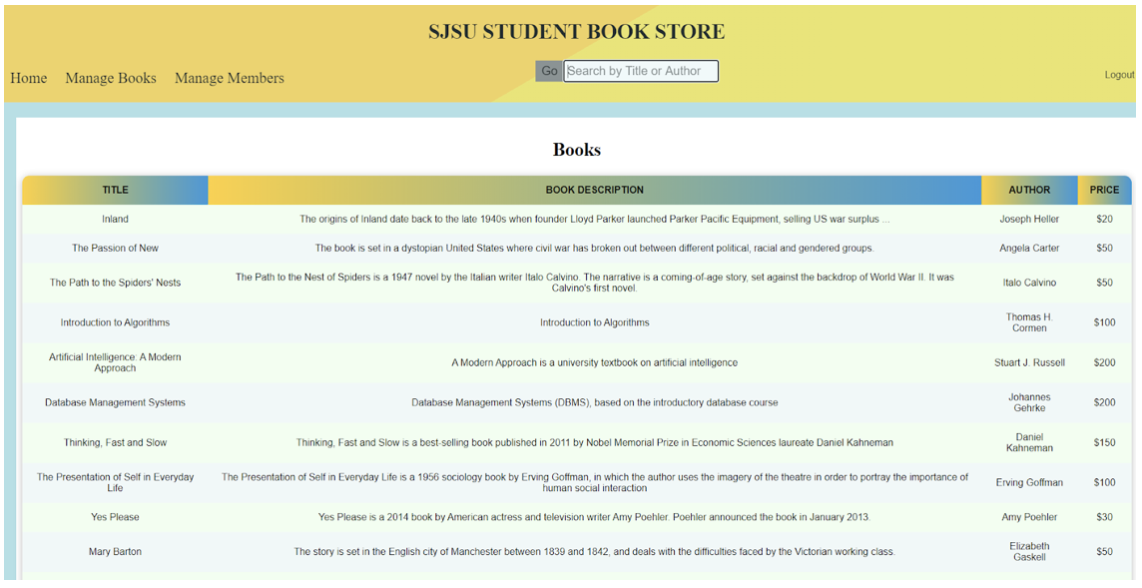 SJSU STUDENT BOOK STORE
Home Manage Books Manage Members Go Search by Title or Author Logout
Books
TITLE BOOK DESCRIPTION AUTHOR PRICE
Inland The origins of Inland date back to the late 1940s when founder Lloyd Parker launched Parker Pacific Equipment, selling US war surplus ... Joseph Heller $20
The Passion of New The book is set in a dystopian United States where civil war has broken out between different political, racial and gendered groups. Angela Carter $50
The Path to the Spiders' Nests The Path to the Nest of Spiders is a 1947 novel by the Italian writer Italo Calvino. The narrative is a coming-of-age story, set against the backdrop of World War II. It was
Calvino's first novel. Italo Calvino $50
Introduction to Algorithms Introduction to Algorithms Thomas H.
Cormen $100
Artificial Intelligence: A Modern
Approach A Modern Approach is a university textbook on artificial intelligence Stuart J. Russell $200
Database Management Systems Database Management Systems (DBMS), based on the introductory database course Johannes
Gehrke $200
Thinking, Fast and Slow Thinking, Fast and Slow is a best-selling book published in 2011 by Nobel Memorial Prize in Economic Sciences laureate Daniel Kahneman Daniel
Kahneman $150
The Presentation of Self in Everyday
Life The Presentation of Self in Everyday Life is a 1956 sociology book by Erving Goffman, in which the author uses the imagery of the theatre in order to portray the importance of
human social interaction Erving Goffman $100
Yes Please Yes Please is a 2014 book by American actress and television writer Amy Poehler. Poehler announced the book in January 2013. Amy Poehler $30
Mary Barton The story is set in the English city of Manchester between 1839 and 1842, and deals with the difficulties faced by the Victorian working class. Elizabeth
Gaskell $50